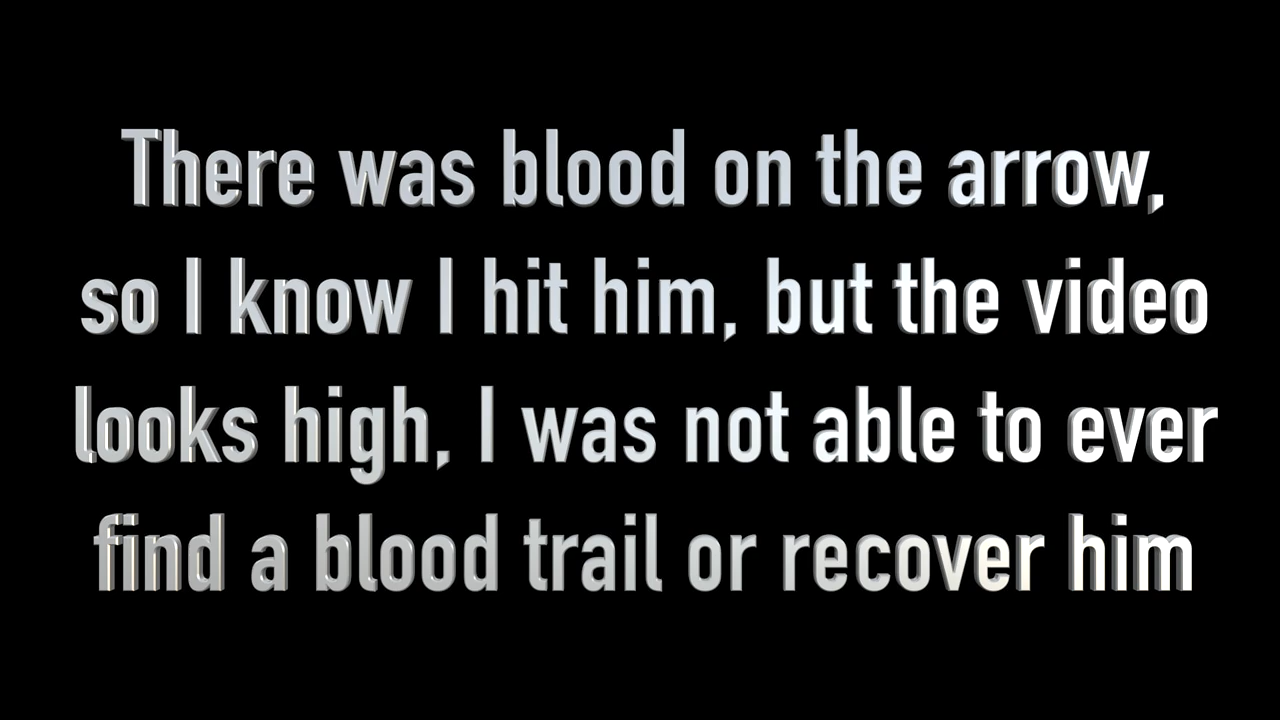 There was blood on the arrow,
so I know I hit him, but the video
looks high, I was not able to ever
find a blood trail or recover him